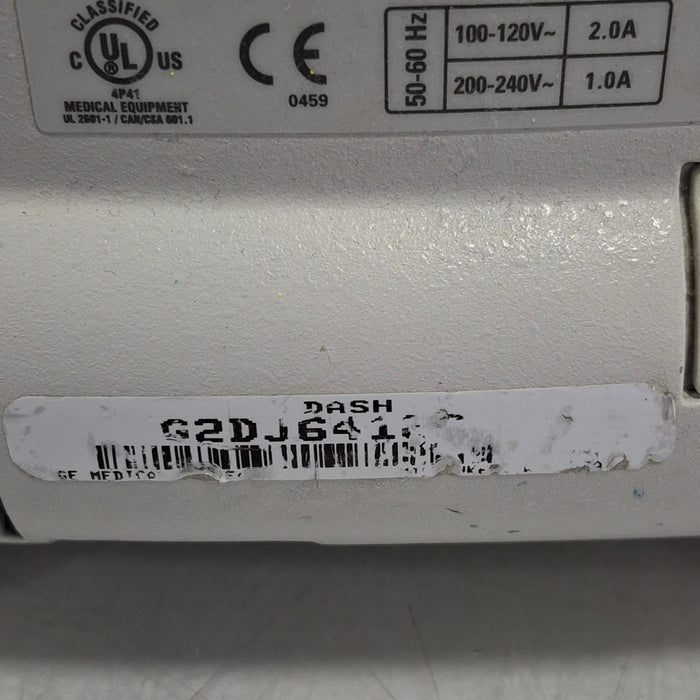 CLASSIFIED
C UL US
®
4P41
MEDICAL EQUIPMENT
UL 2601-1 / CAN/CSA 601.1
CE
0459
50-60 Hz
100-120V~ 2.0A
200-240V~ 1.0A
DASH
GE